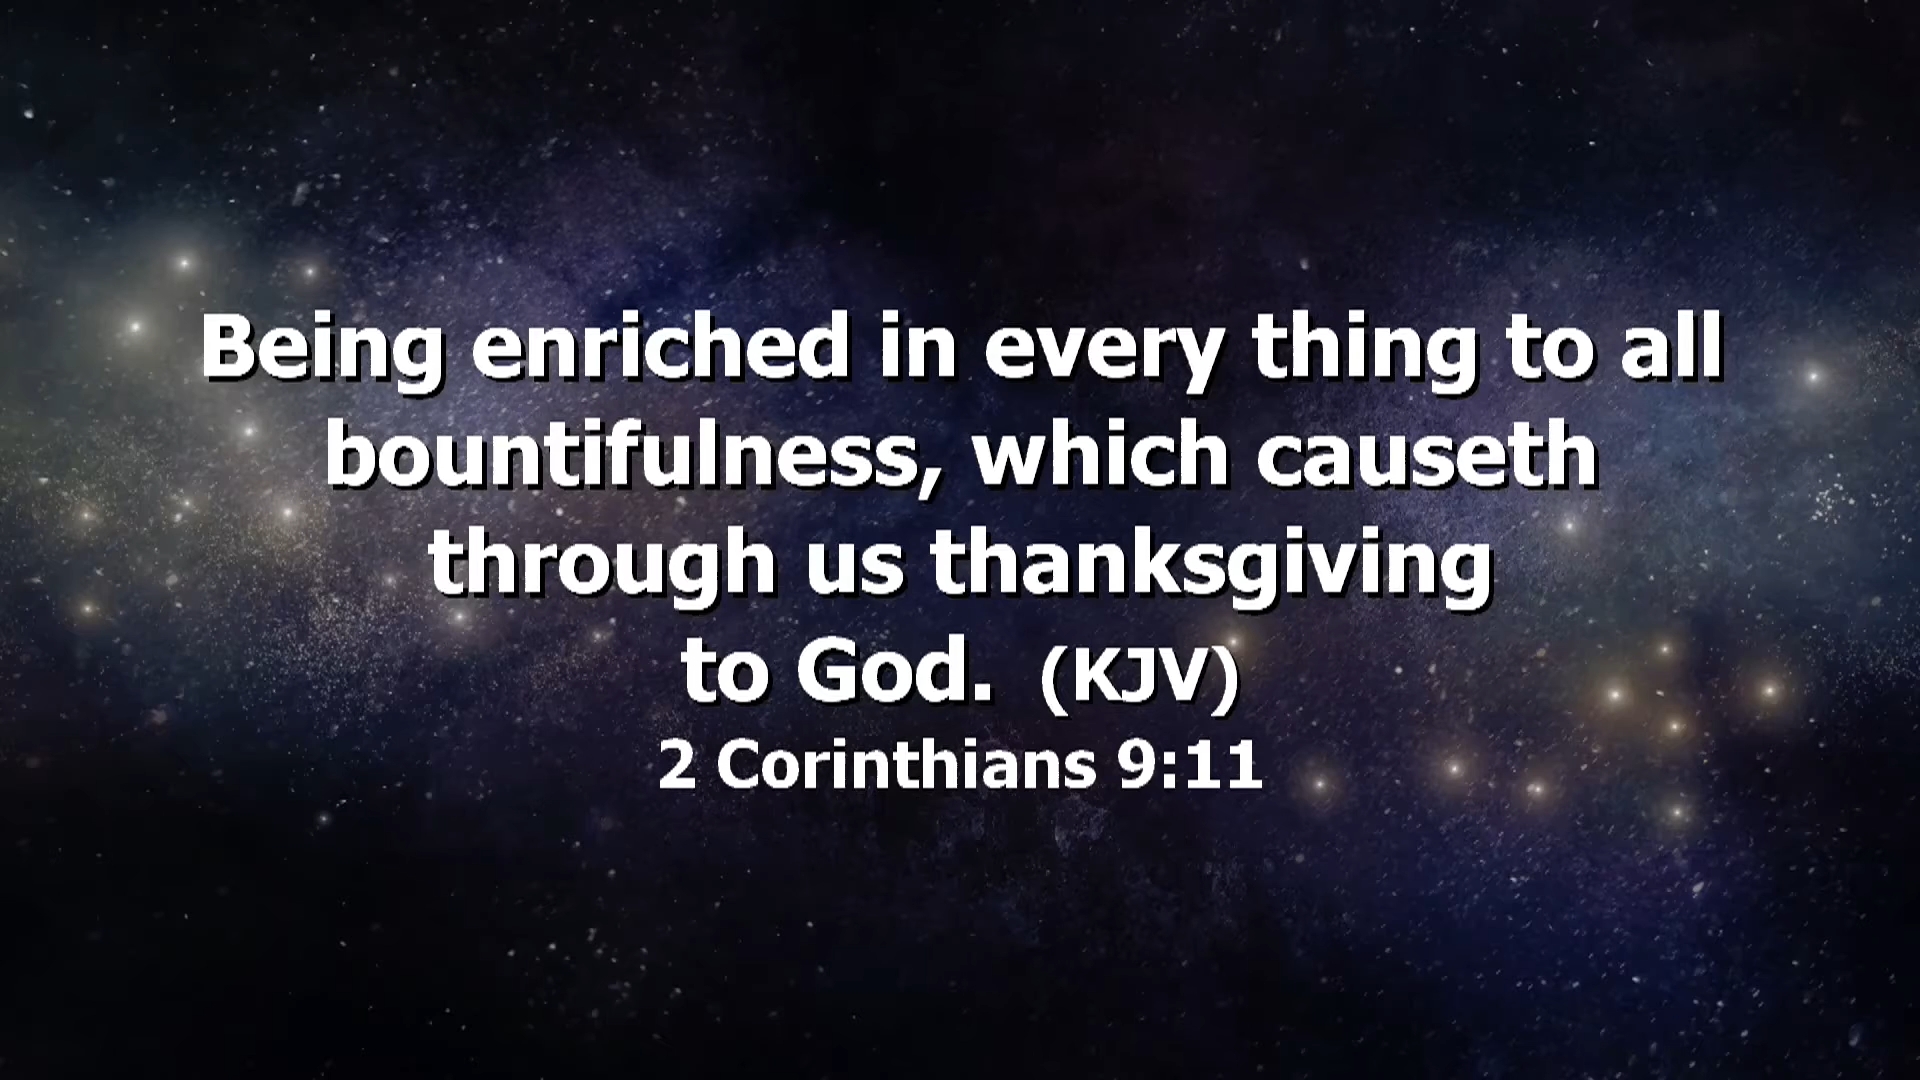 Being enriched in every thing to all
bountifulness, which causeth
through us thanksgiving
to God. (KJV)
2 Corinthians 9:11